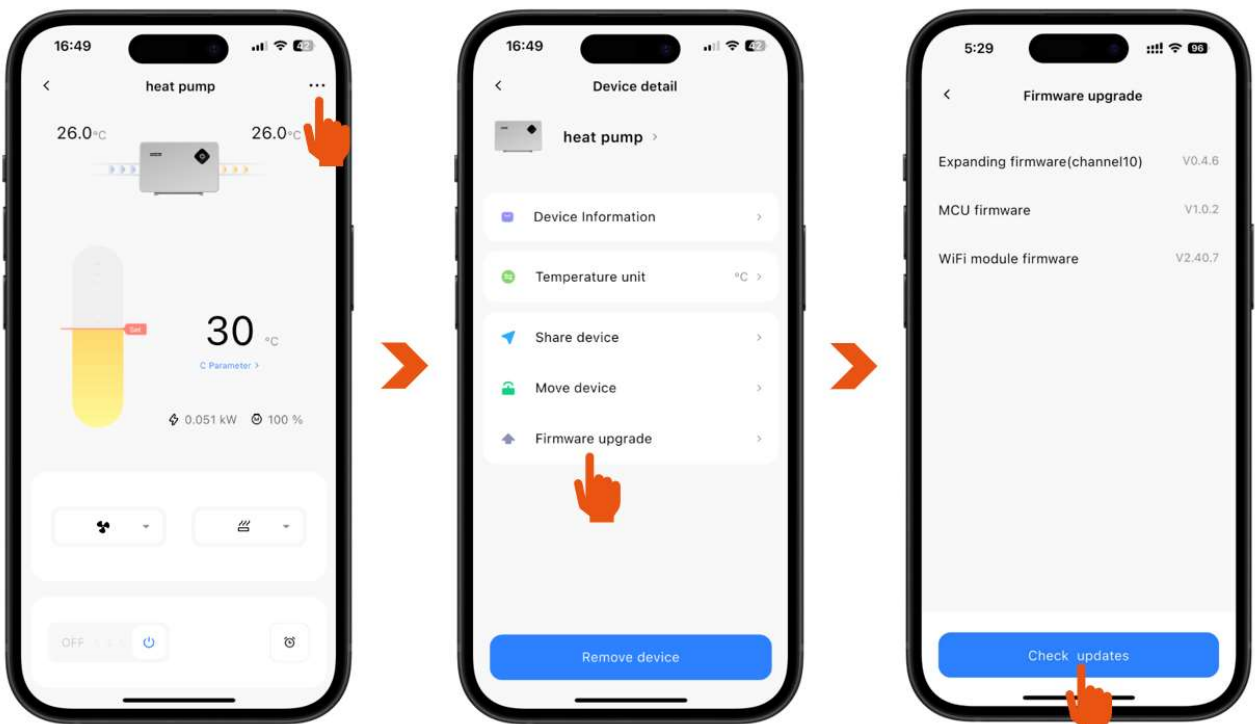 16:49
42
heat pump
26.0°C
26.0°C
Set
30 °C
C Parameter >
0.051 kW
100 %
OFF
16:49
42
Device detail
heat pump >
Device Information
Temperature unit
°C >
Share device
Move device
Firmware upgrade
Remove device
5:29
96
Firmware upgrade
Expanding firmware(channel10)
V0.4.6
MCU firmware
V1.0.2
WiFi module firmware
V2.40.7
Check updates